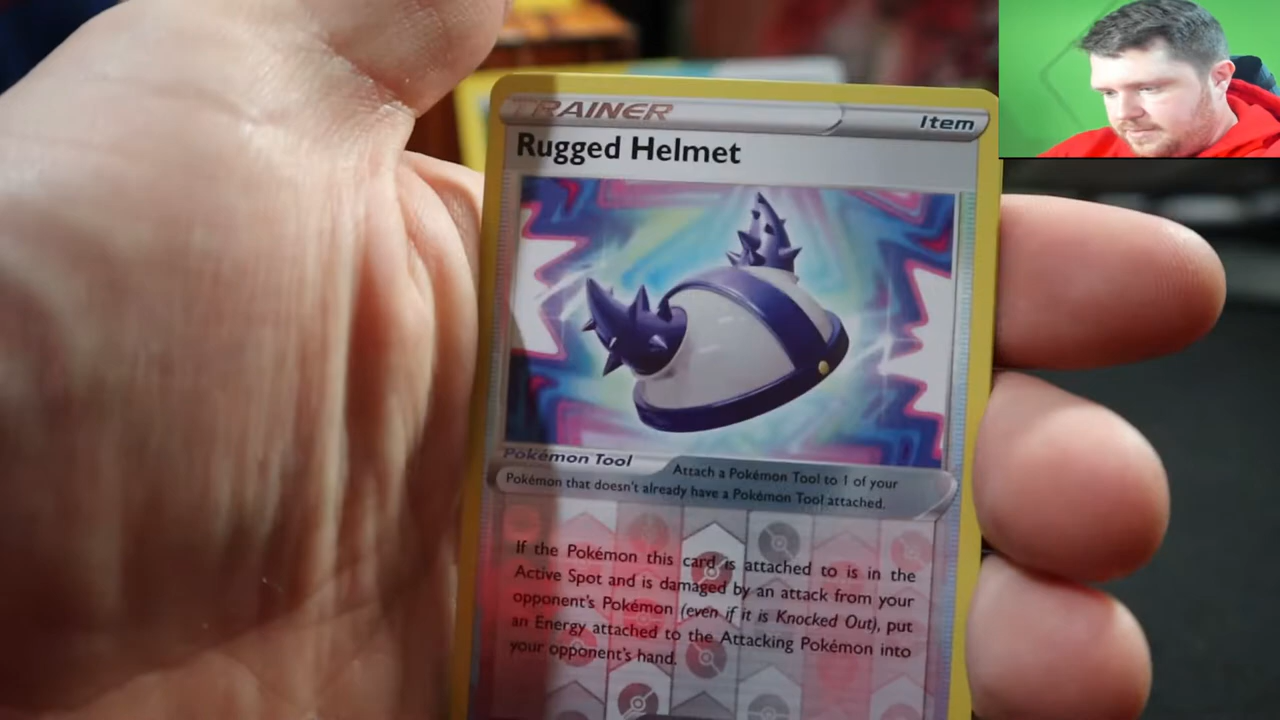 TRAINER
Item
Rugged Helmet
Pokémon Tool
Attach a Pokémon Tool to 1 of your
Pokémon that doesn't already have a Pokémon Tool attached.
If the Pokémon this card is attached to is in the
Active Spot and is damaged by an attack from your
opponent's Pokémon (even if it is Knocked Out), put
an Energy attached to the Attacking Pokémon into
your opponent's hand.